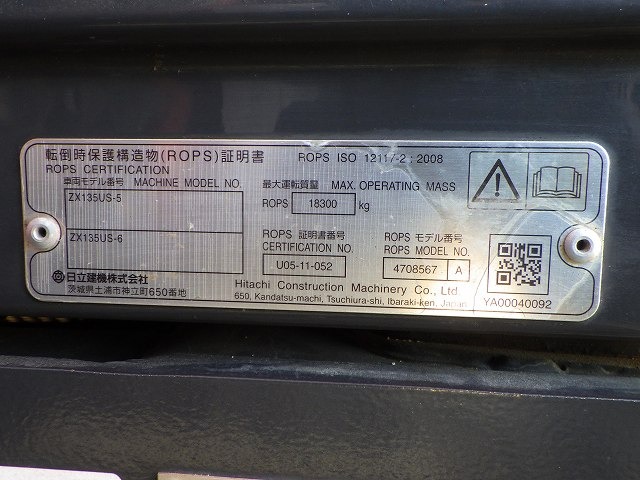 転倒時保護構造物(ROPS)証明書
ROPS CERTIFICATION
ROPS ISO 12117-2 : 2008
車両モデル番号 MACHINE MODEL NO.
ZX135US-5
ZX135US-6
最大運転質量 MAX. OPERATING MASS
ROPS 18300 kg
ROPS 証明書番号
CERTIFICATION NO.
U05-11-052
ROPS モデル番号
ROPS MODEL NO.
4708567 A
日立建機株式会社
茨城県土浦市神立町650番地
Hitachi Construction Machinery Co., Ltd
650, Kandatsu-machi, Tsuchiura-shi, Ibaraki-ken, Japan
YA00040092